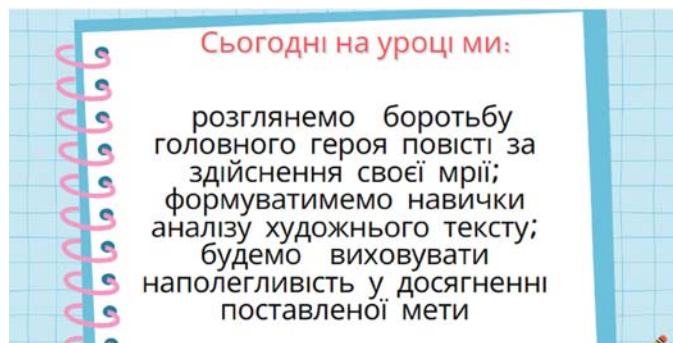 Сьогодні на уроці ми:
розглянемо боротьбу
головного героя повісті за
здійснення своєї мрії;
формуватимемо навички
аналізу художнього тексту;
будемо виховувати
наполегливість у досягненні
поставленої мети